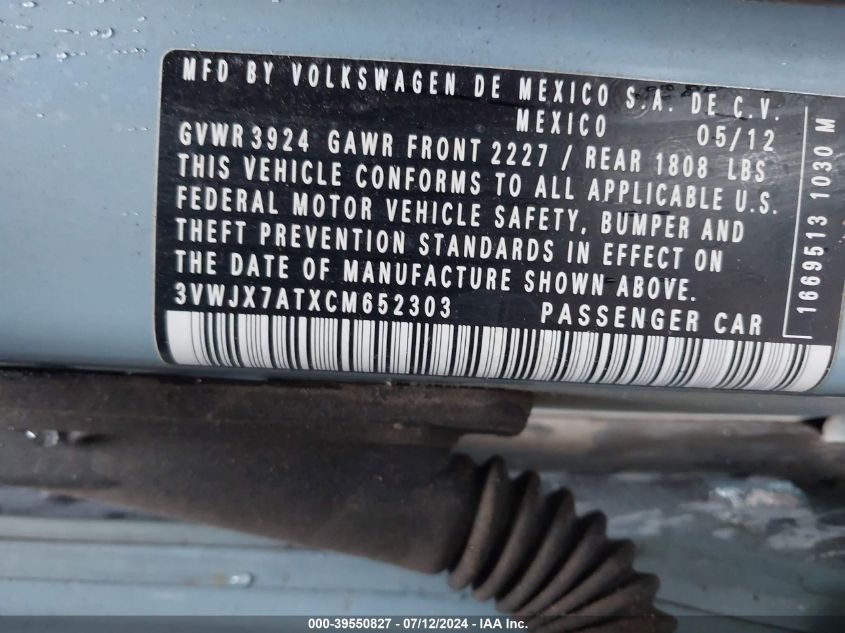 MFD BY VOLKSWAGEN DE MEXICO S.A. DE C.V.
MEXICO 05/12
GVWR 3924 GAWR FRONT 2227 / REAR 1808 LBS
THIS VEHICLE CONFORMS TO ALL APPLICABLE U.S.
FEDERAL MOTOR VEHICLE SAFETY, BUMPER AND
THEFT PREVENTION STANDARDS IN EFFECT ON
THE DATE OF MANUFACTURE SHOWN ABOVE.
3VWJX7ATXCM652303 PASSENGER CAR
1669513 1030 M
000-39550827 - 07/12/2024 - IAA Inc.